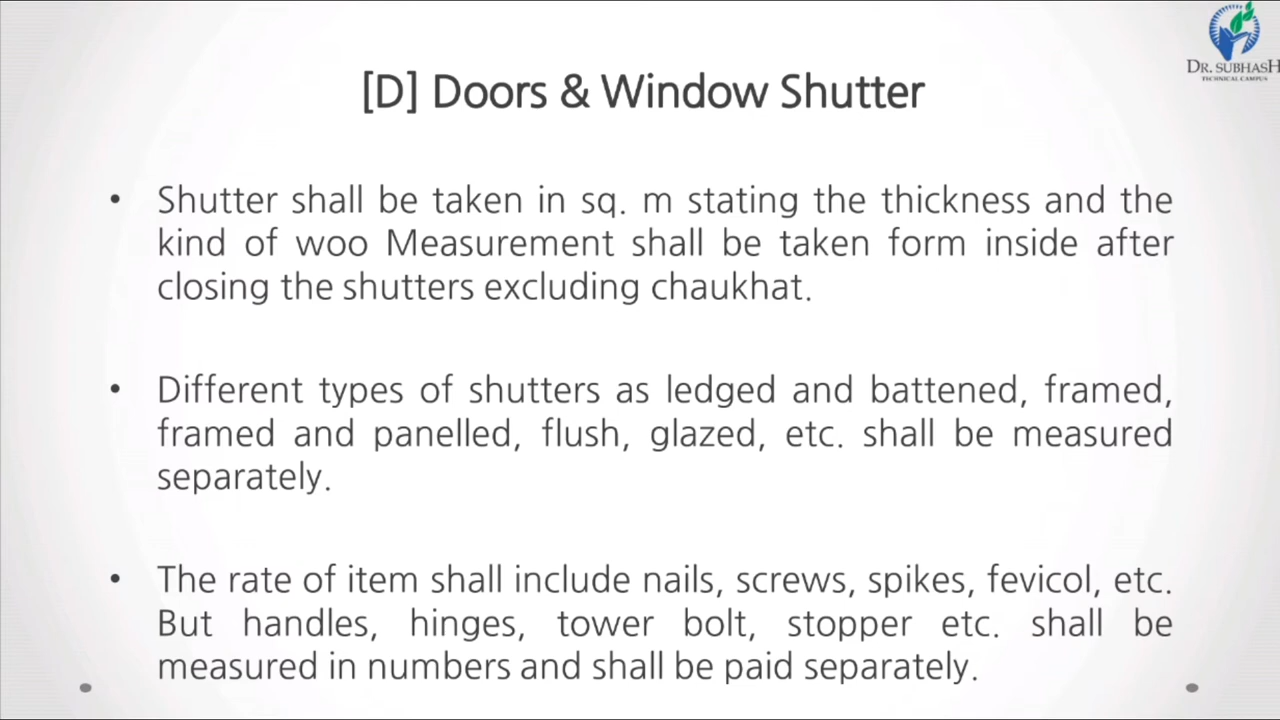 DR. SUBHASH
TECHNICAL CAMPUS
[D] Doors & Window Shutter
• Shutter shall be taken in sq. m stating the thickness and the
kind of woo Measurement shall be taken form inside after
closing the shutters excluding chaukhat.
• Different types of shutters as ledged and battened, framed,
framed and panelled, flush, glazed, etc. shall be measured
separately.
• The rate of item shall include nails, screws, spikes, fevicol, etc.
But handles, hinges, tower bolt, stopper etc. shall be
measured in numbers and shall be paid separately.